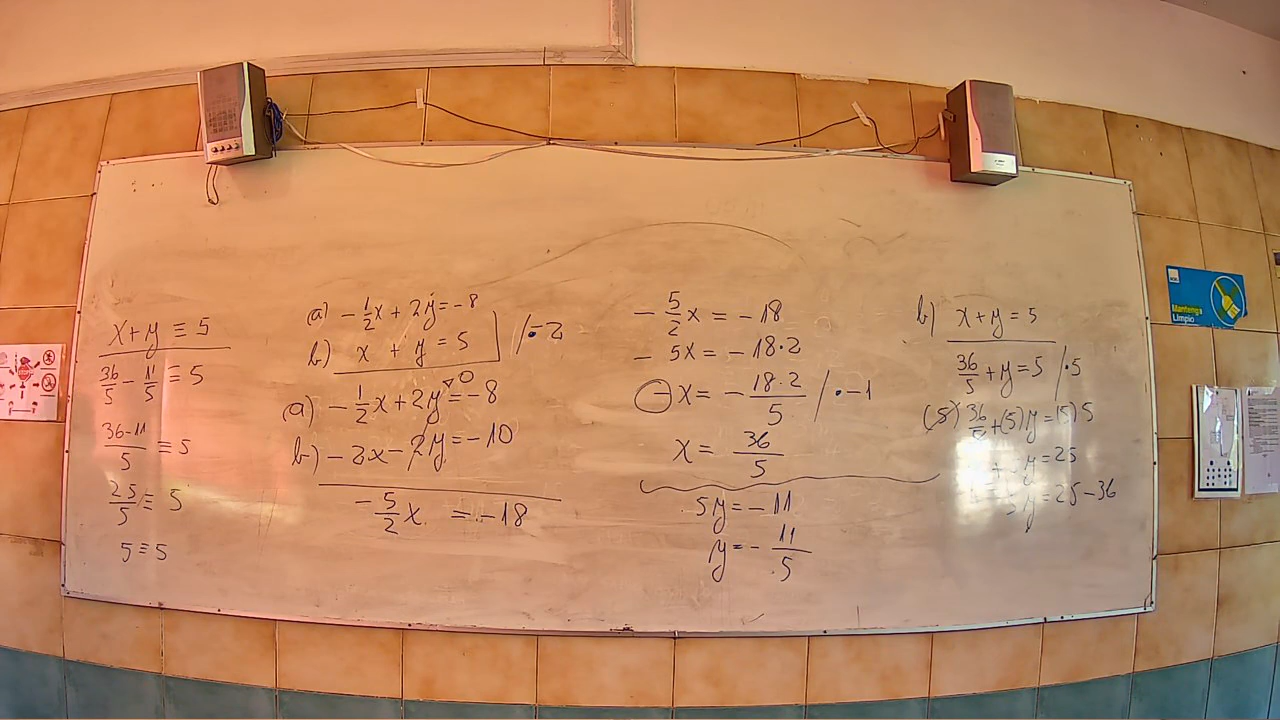 x+y ≡ 5
36/5 - 11/5 ≡ 5
36-11/5 ≡ 5
25/5 ≡ 5
5 ≡ 5
a) -1/2x + 2y = -8
b) x + y = 5 /•-2
a) -1/2x + 2y = -8
0
b) -2x - 2y = -10
-5/2x = -18
-5/2x = -18
-5x = -18•2
-x = -18•2/5 /•-1
x = 36/5
5y = -11
y = -11/5
b) x+y = 5
36/5 + y = 5 /•5
(5) 36/5 + (5)y = (5) 5
y = 25
5y = 25-36
Mantenga
Limpio